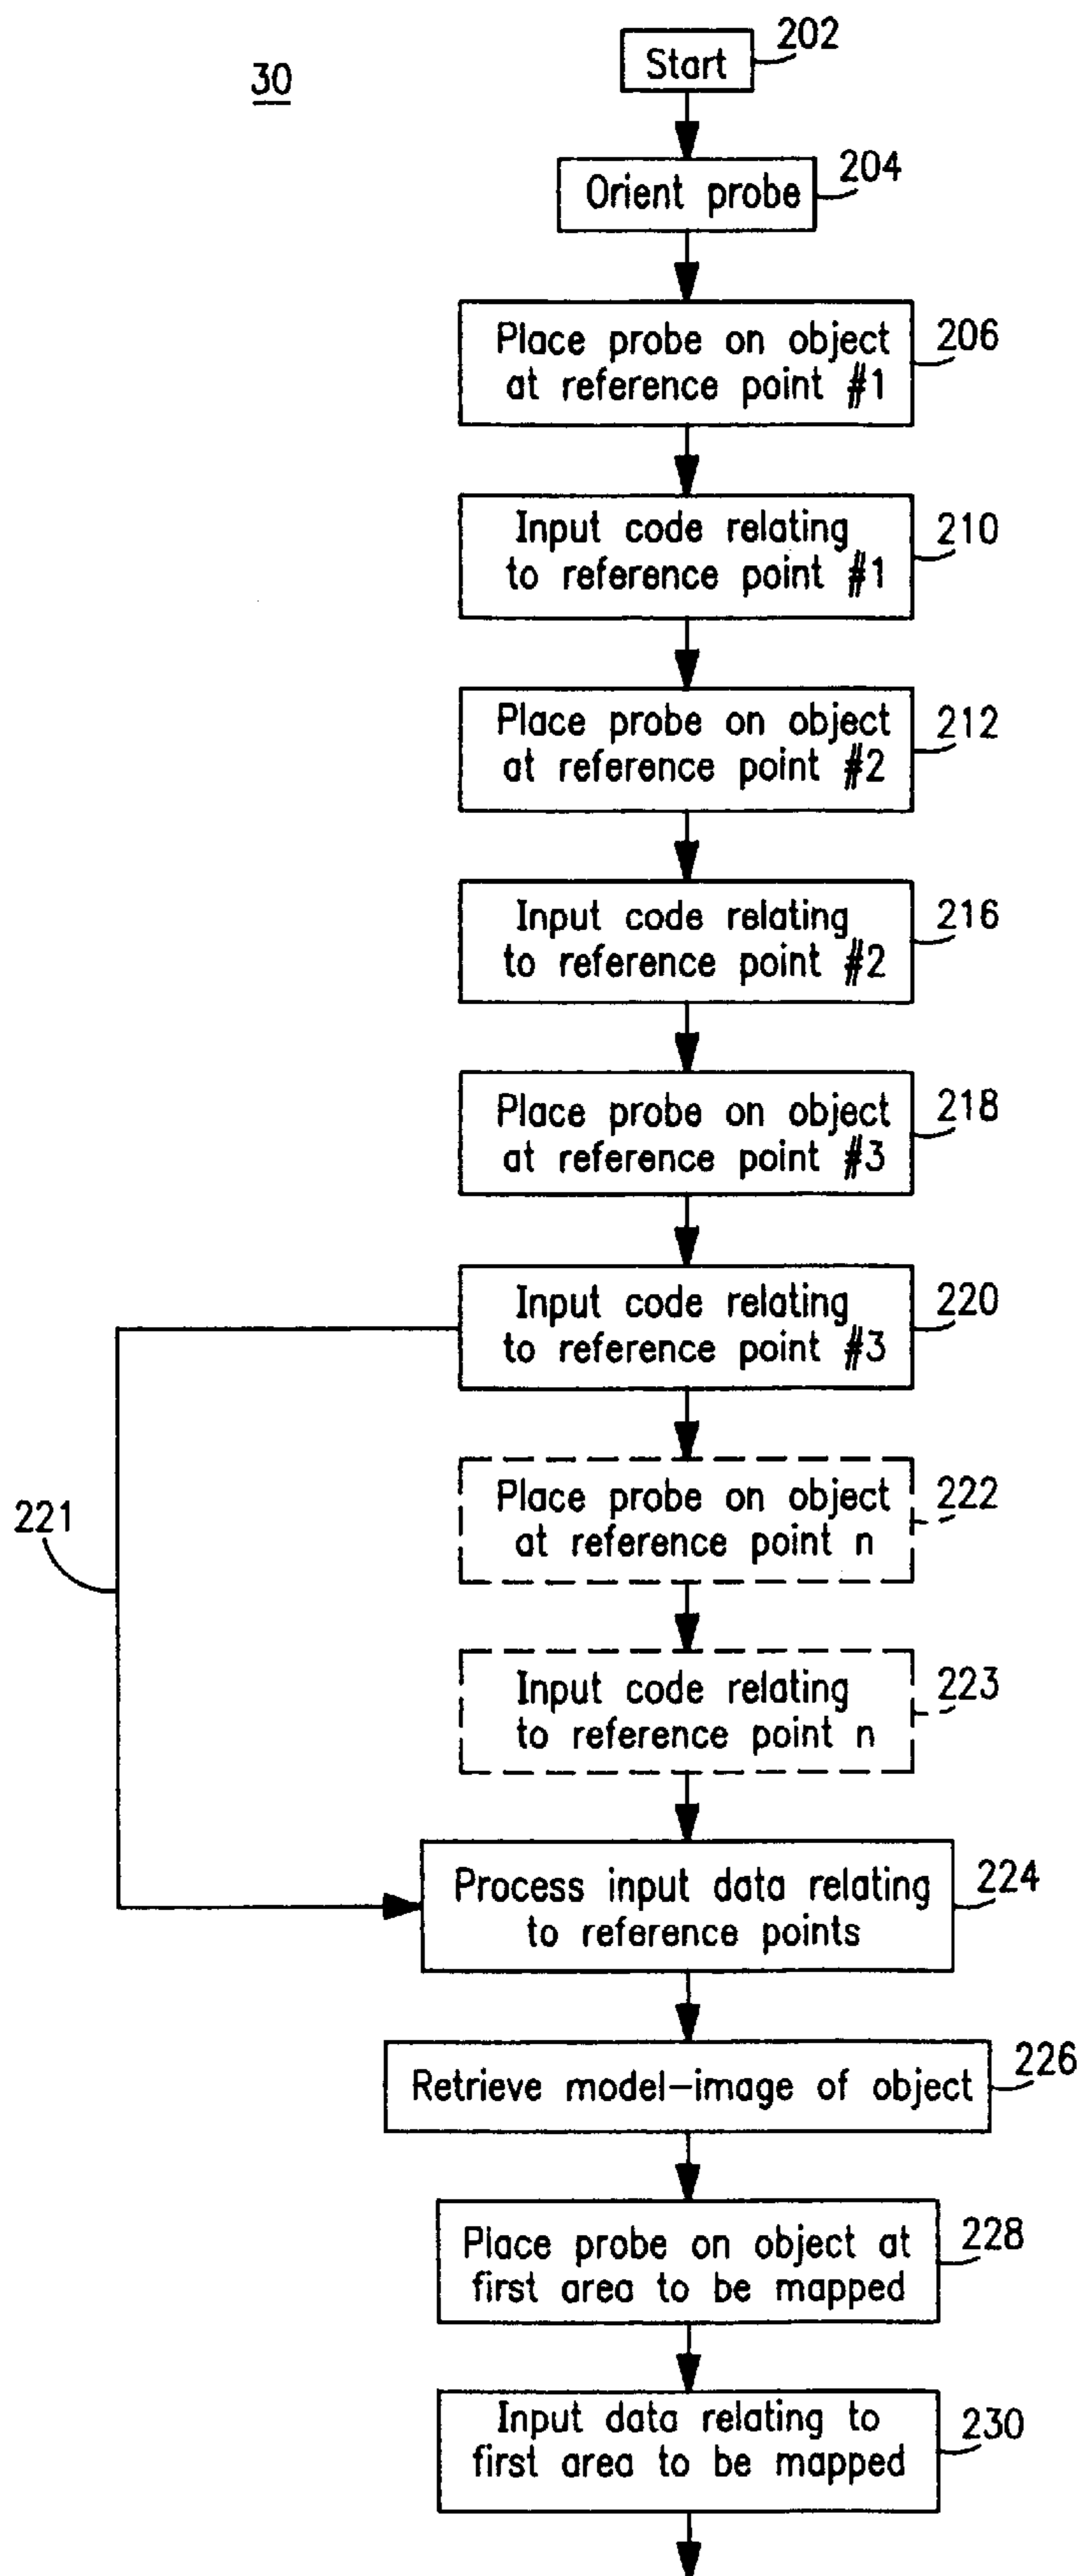 30
Start
202
Orient probe
204
Place probe on object
at reference point #1
206
Input code relating
to reference point #1
210
Place probe on object
at reference point #2
212
Input code relating
to reference point #2
216
Place probe on object
at reference point #3
218
Input code relating
to reference point #3
220
221
Place probe on object
at reference point n
222
Input code relating
to reference point n
223
Process input data relating
to reference points
224
Retrieve model-image of object
226
Place probe on object at
first area to be mapped
228
Input data relating to
first area to be mapped
230